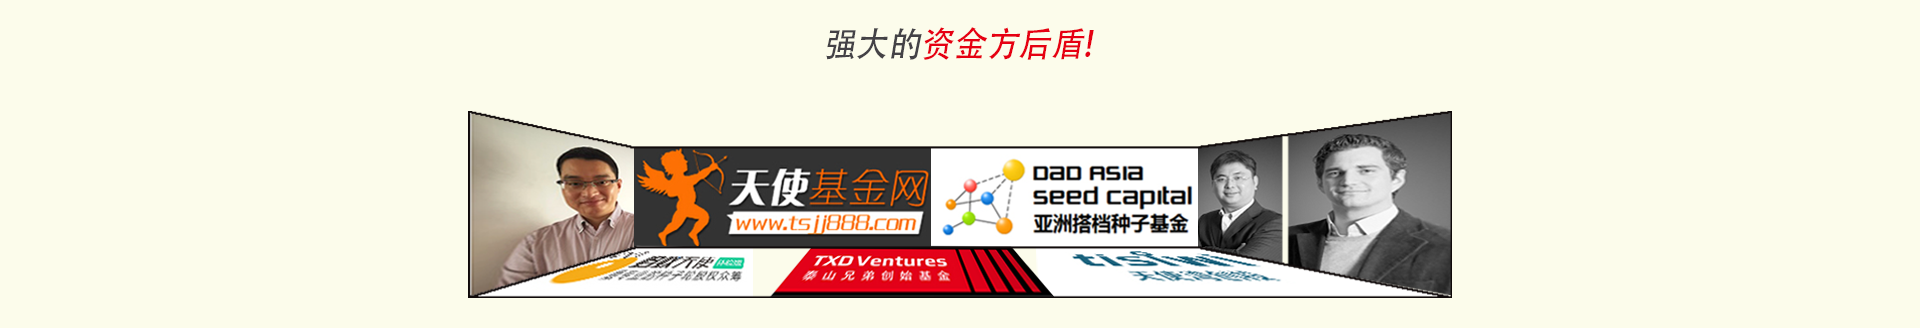 强大的资金方后盾!
天使基金网
www.tsjj888.com
DAD ASIA
seed capital
亚洲搭档种子基金
TXD Ventures
泰山兄弟创始基金